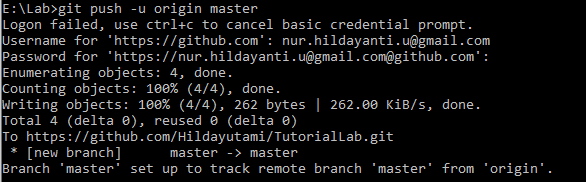 E:\Lab>git push -u origin master
Logon failed, use ctrl+c to cancel basic credential prompt.
Username for 'https://github.com': nur.hildayanti.u@gmail.com
Password for 'https://nur.hildayanti.u@gmail.com@github.com':
Enumerating objects: 4, done.
Counting objects: 100% (4/4), done.
Writing objects: 100% (4/4), 262 bytes | 262.00 KiB/s, done.
Total 4 (delta 0), reused 0 (delta 0)
To https://github.com/Hildayutami/TutorialLab.git
 * [new branch]      master -> master
Branch 'master' set up to track remote branch 'master' from 'origin'.